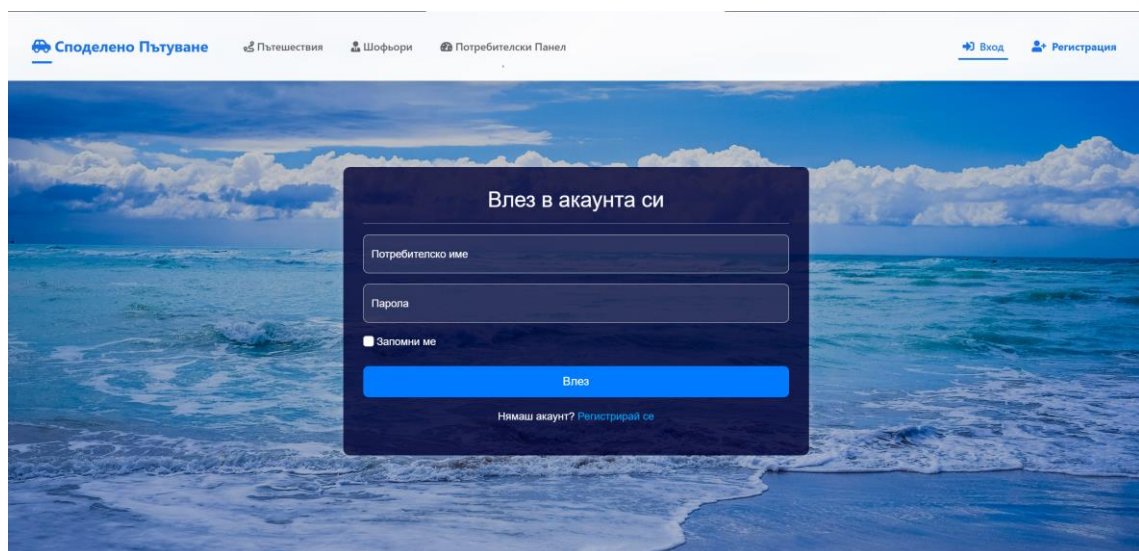 Споделено Пътуване Пътешествия Шофьори Потребителски Панел Вход Регистрация
Влез в акаунта си
Потребителско име
Парола
Запомни ме
Влез
Нямаш акаунт? Регистрирай се